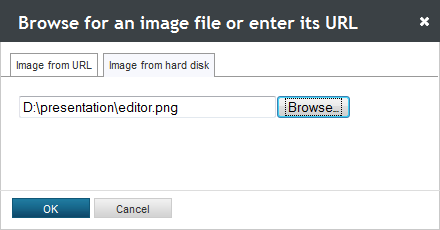 Browse for an image file or enter its URL
Image from URL Image from hard disk
D:\presentation\editor.png Browse...
OK Cancel